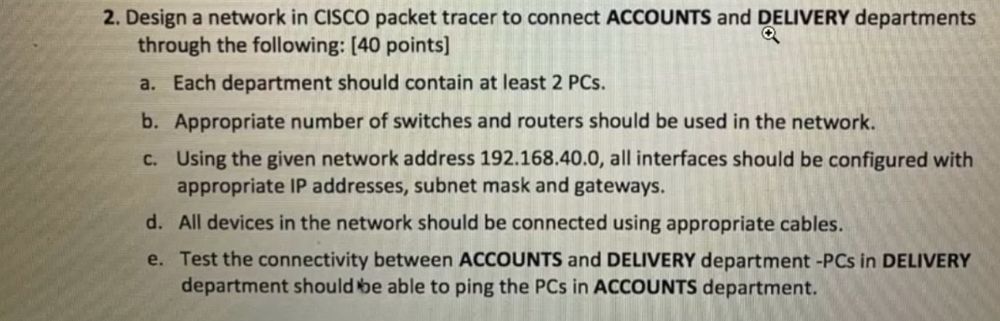 2. Design a network in CISCO packet tracer to connect ACCOUNTS and DELIVERY departments
through the following: [40 points]
a. Each department should contain at least 2 PCs.
b. Appropriate number of switches and routers should be used in the network.
c. Using the given network address 192.168.40.0, all interfaces should be configured with
appropriate IP addresses, subnet mask and gateways.
d. All devices in the network should be connected using appropriate cables.
e. Test the connectivity between ACCOUNTS and DELIVERY department -PCs in DELIVERY
department should be able to ping the PCs in ACCOUNTS department.